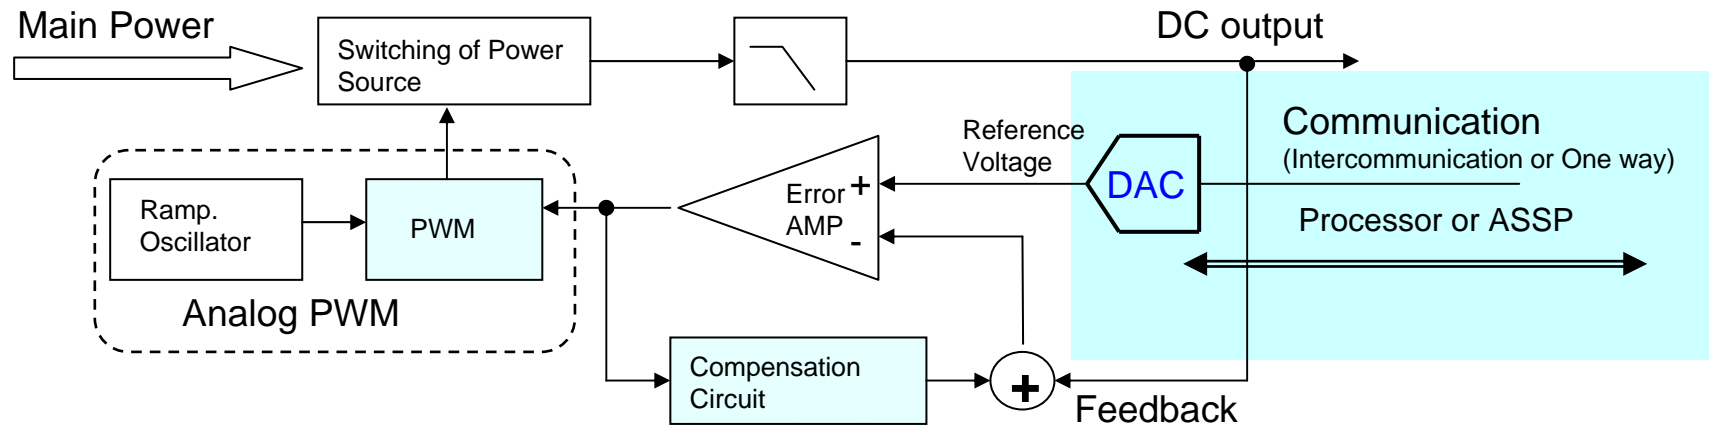 Main Power
Switching of Power
Source
DC output
Communication
(Intercommunication or One way)
Reference
Voltage
DAC
Processor or ASSP
Error
AMP
+
-
Ramp.
Oscillator
PWM
Analog PWM
Compensation
Circuit
+
Feedback